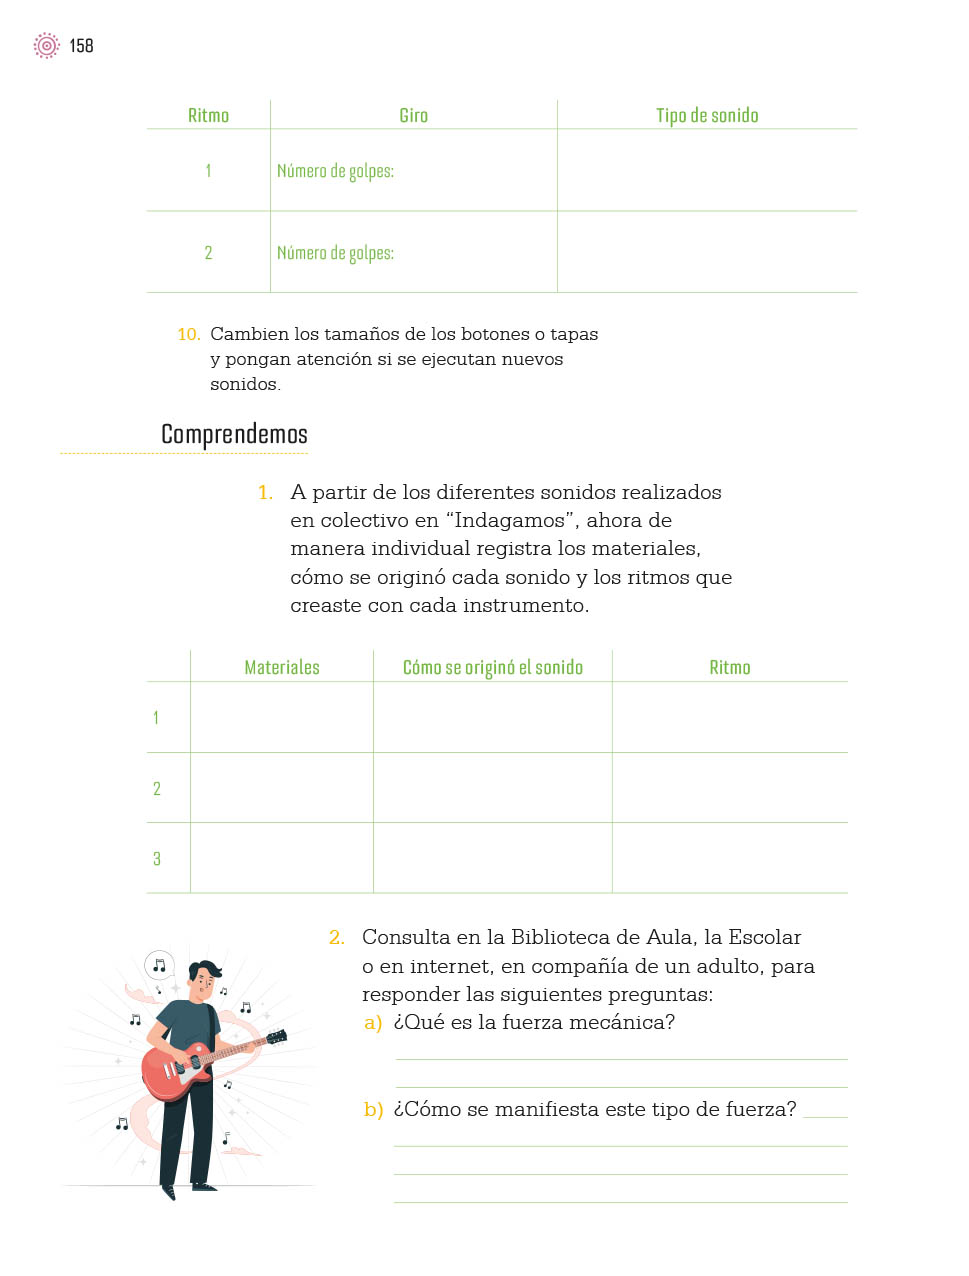 158
Ritmo Giro Tipo de sonido
1 Número de golpes:
2 Número de golpes:
10. Cambien los tamaños de los botones o tapas
y pongan atención si se ejecutan nuevos
sonidos.
Comprendemos
1. A partir de los diferentes sonidos realizados
en colectivo en “Indagamos”, ahora de
manera individual registra los materiales,
cómo se originó cada sonido y los ritmos que
creaste con cada instrumento.
Materiales Cómo se originó el sonido Ritmo
1
2
3
2. Consulta en la Biblioteca de Aula, la Escolar
o en internet, en compañía de un adulto, para
responder las siguientes preguntas:
a) ¿Qué es la fuerza mecánica?
b) ¿Cómo se manifiesta este tipo de fuerza?